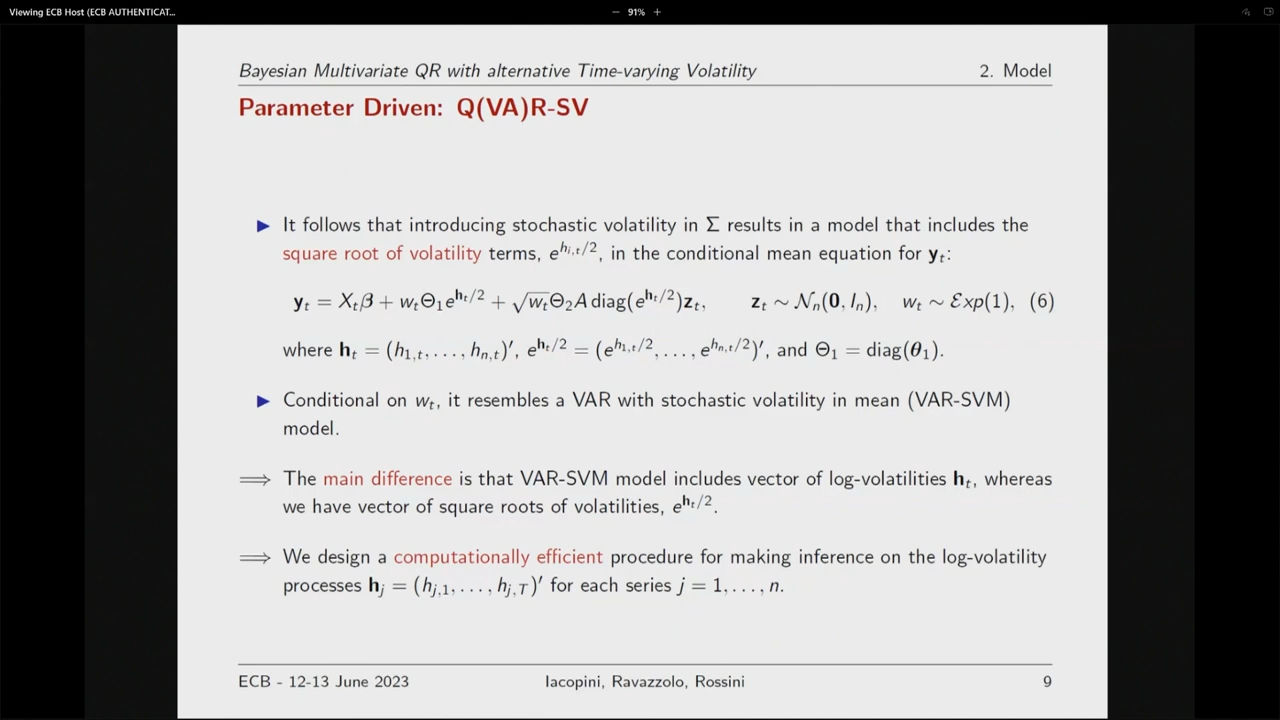 Viewing ECB Host (ECB AUTHENTICAT...
− 91% +
Bayesian Multivariate QR with alternative Time-varying Volatility 2. Model
Parameter Driven: Q(VA)R-SV
▶ It follows that introducing stochastic volatility in Σ results in a model that includes the
square root of volatility terms, e^{h_{i,t}/2}, in the conditional mean equation for y_t:
y_t = X_tβ + w_tΘ_1e^{h_t/2} + √w_tΘ_2A diag(e^{h_t/2})z_t, z_t ∼ N_n(0, I_n), w_t ∼ Exp(1), (6)
where h_t = (h_{1,t}, . . . , h_{n,t})′, e^{h_t/2} = (e^{h_{1,t}/2}, . . . , e^{h_{n,t}/2})′, and Θ_1 = diag(θ_1).
▶ Conditional on w_t, it resembles a VAR with stochastic volatility in mean (VAR-SVM)
model.
⟹ The main difference is that VAR-SVM model includes vector of log-volatilities h_t, whereas
we have vector of square roots of volatilities, e^{h_t/2}.
⟹ We design a computationally efficient procedure for making inference on the log-volatility
processes h_j = (h_{j,1}, . . . , h_{j,T})′ for each series j = 1, . . . , n.
ECB - 12-13 June 2023 Iacopini, Ravazzolo, Rossini 9